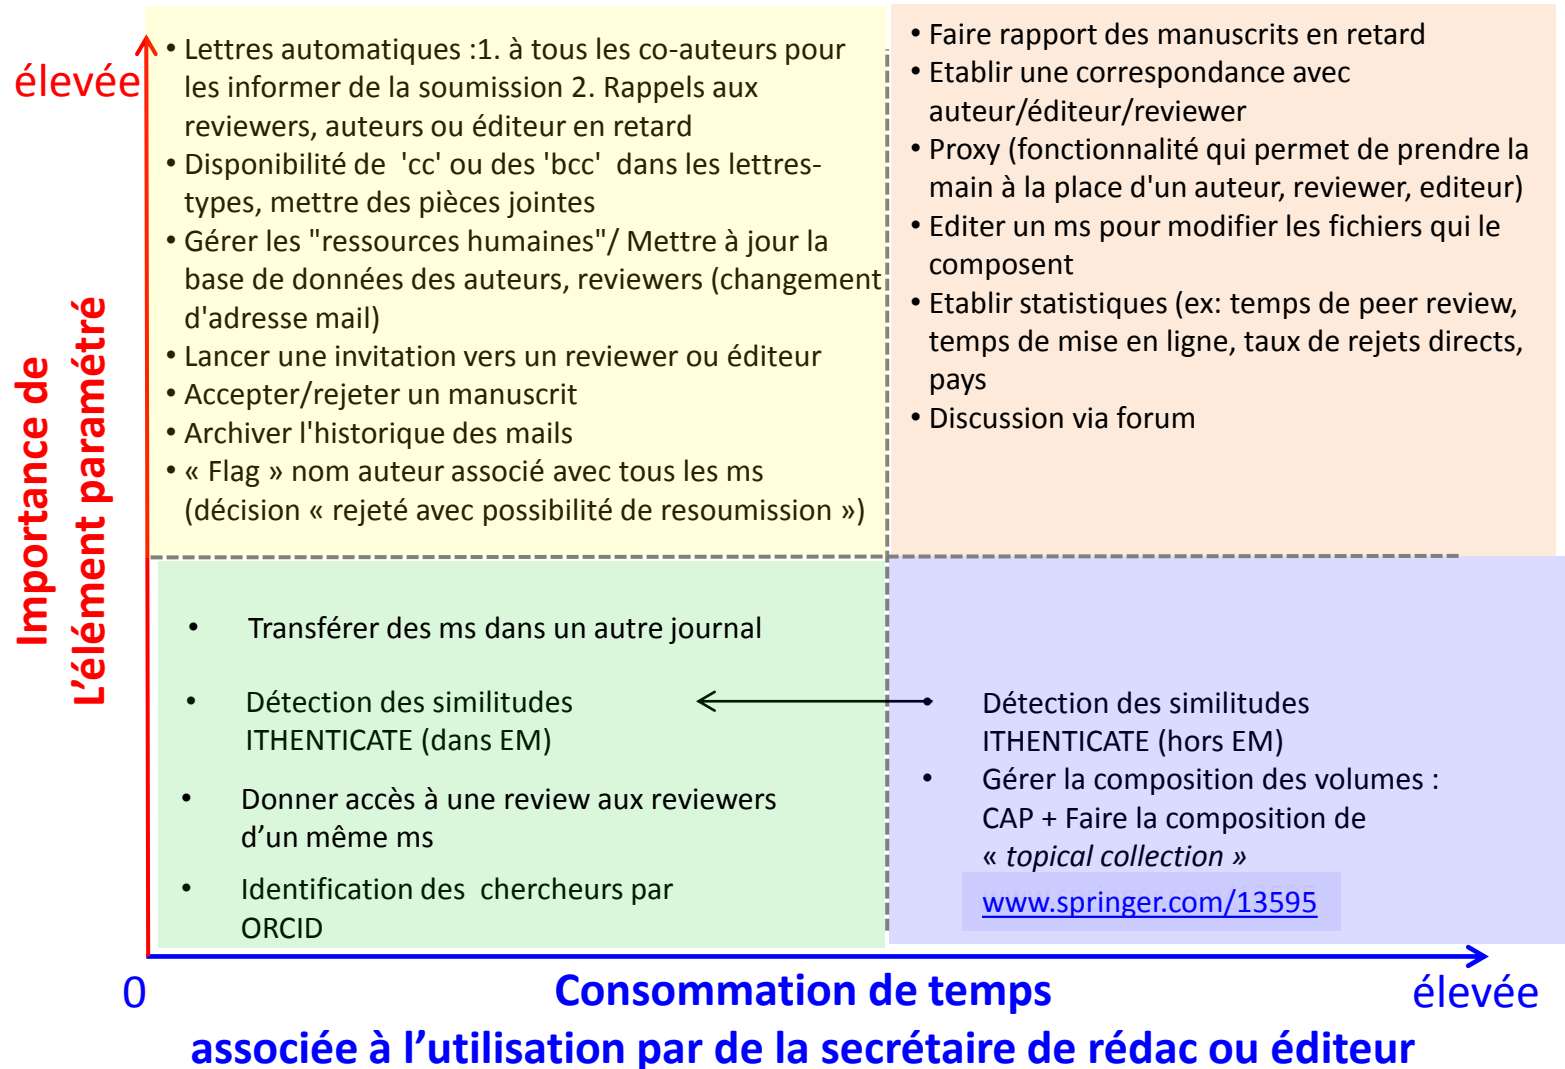 élevée
Importance de
L'élément paramétré
• Lettres automatiques :1. à tous les co-auteurs pour
les informer de la soumission 2. Rappels aux
reviewers, auteurs ou éditeur en retard
• Disponibilité de 'cc' ou des 'bcc' dans les lettres-
types, mettre des pièces jointes
• Gérer les "ressources humaines"/ Mettre à jour la
base de données des auteurs, reviewers (changement
d'adresse mail)
• Lancer une invitation vers un reviewer ou éditeur
• Accepter/rejeter un manuscrit
• Archiver l'historique des mails
• « Flag » nom auteur associé avec tous les ms
(décision « rejeté avec possibilité de resoumission »)
• Faire rapport des manuscrits en retard
• Etablir une correspondance avec
auteur/éditeur/reviewer
• Proxy (fonctionnalité qui permet de prendre la
main à la place d'un auteur, reviewer, editeur)
• Editer un ms pour modifier les fichiers qui le
composent
• Etablir statistiques (ex: temps de peer review,
temps de mise en ligne, taux de rejets directs,
pays
• Discussion via forum
• Transférer des ms dans un autre journal
• Détection des similitudes
ITHENTICATE (dans EM)
• Donner accès à une review aux reviewers
d’un même ms
• Identification des chercheurs par
ORCID
• Détection des similitudes
ITHENTICATE (hors EM)
• Gérer la composition des volumes :
CAP + Faire la composition de
« topical collection »
www.springer.com/13595
0
Consommation de temps
élevée
associée à l’utilisation par de la secrétaire de rédac ou éditeur